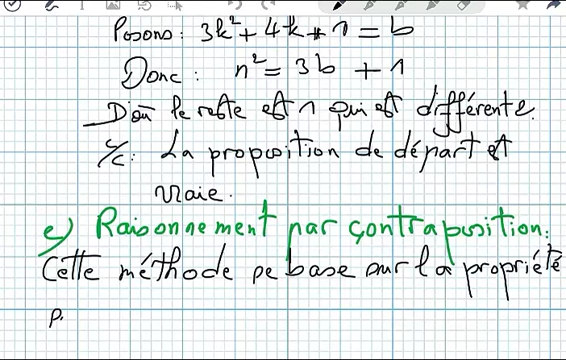 Posons : 3k² + 4k + 1 = b
Donc : n² = 3b + 1
D'où le reste est 1 qui est différente.
C/C : La proposition de départ est
vraie.
e) Raisonnement par contraposition :
Cette méthode se base sur la propriété
p.